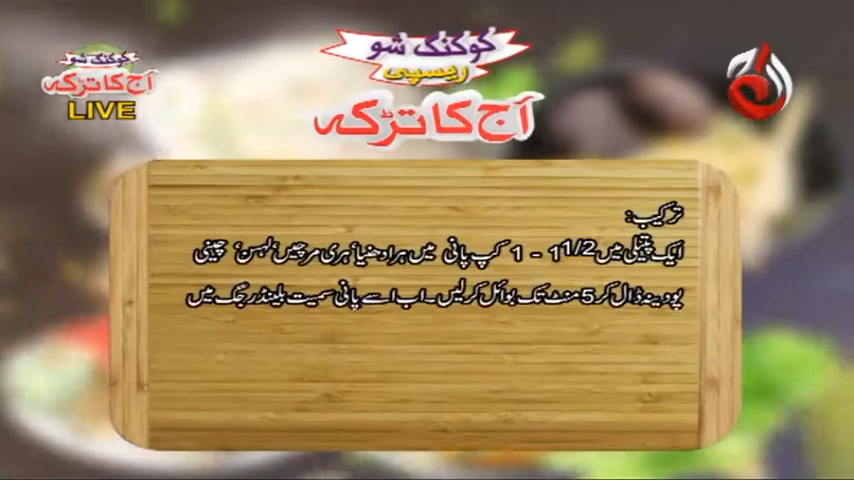 کوکنگ شو
آج کا تڑکہ
LIVE
کوکنگ شو
ریسپی
آج کا تڑکہ
آج
ترکیب:
ایک پتیلی میں 1 1/2 - 1 کپ پانی میں ہرا دھنیا، ہری مرچیں، لہسن، چینی
پودینہ ڈال کر 5 منٹ تک بوائل کرلیں۔ اب اسے پانی سمیت بلینڈر جگ میں